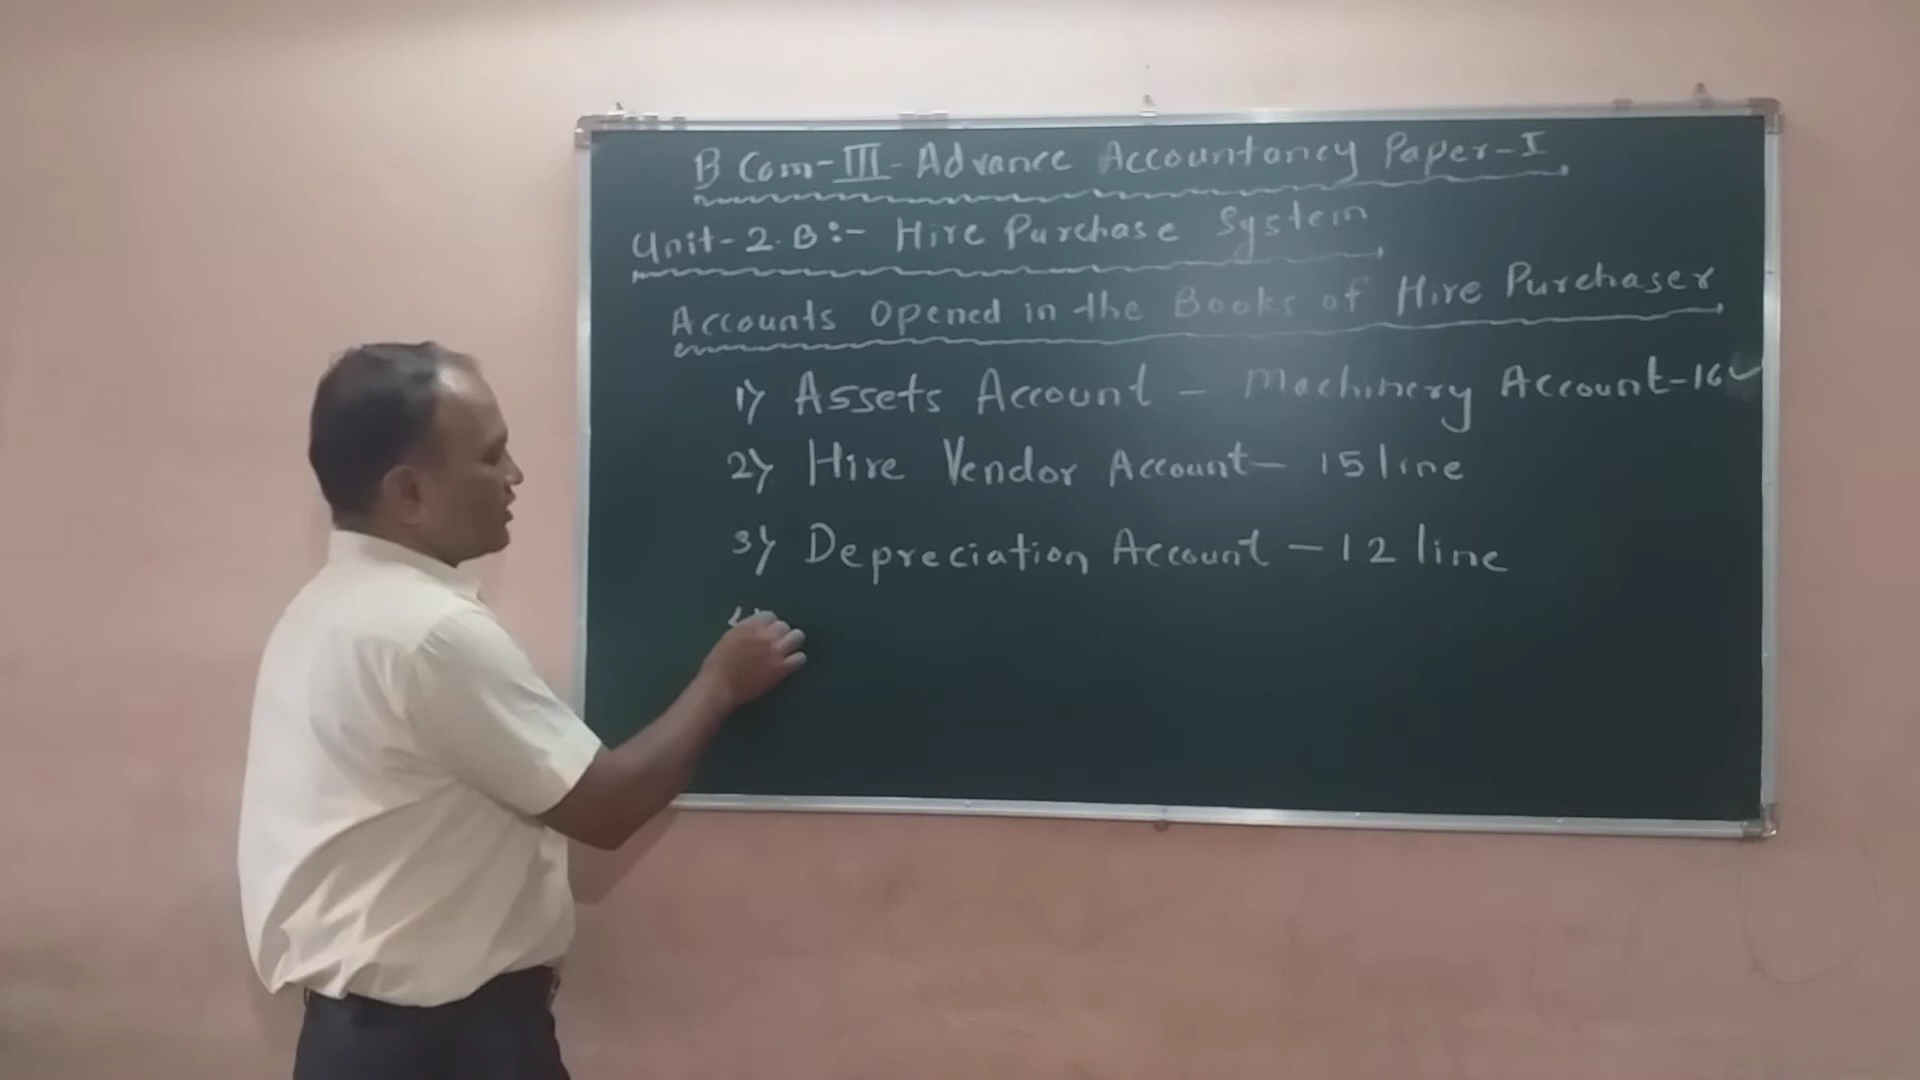 B Com-III-Advance Accountancy Paper-I
Unit-2.B:- Hire Purchase System
Accounts Opened in the Books of Hire Purchaser
1) Assets Account - Machinery Account-16
2) Hire Vendor Account- 15 line
3) Depreciation Account - 12 line